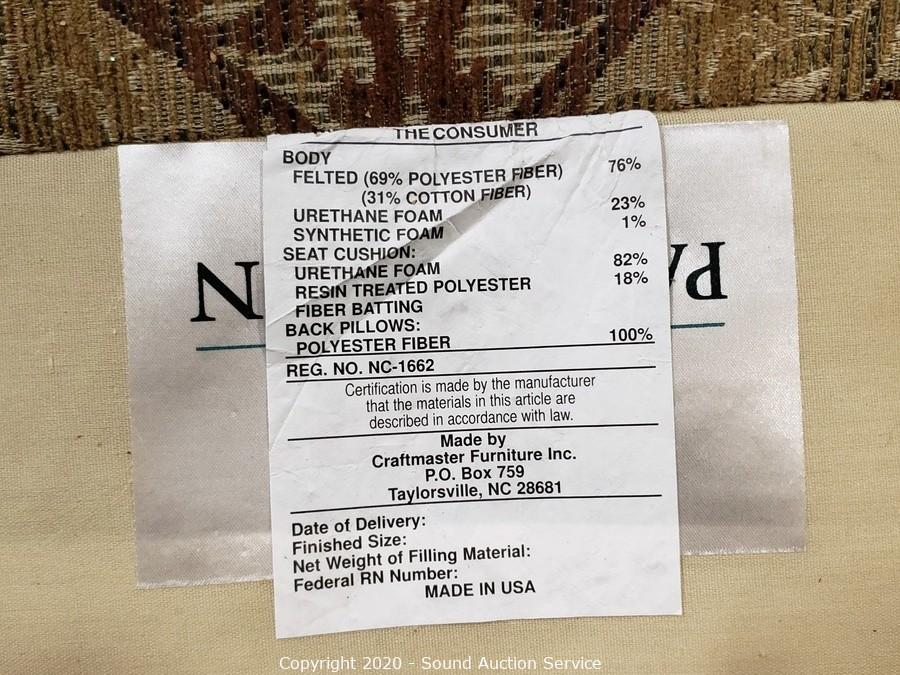 THE CONSUMER
BODY
FELTED (69% POLYESTER FIBER) 76%
(31% COTTON FIBER)
URETHANE FOAM 23%
SYNTHETIC FOAM 1%
SEAT CUSHION:
URETHANE FOAM 82%
RESIN TREATED POLYESTER 18%
FIBER BATTING
BACK PILLOWS:
POLYESTER FIBER 100%
REG. NO. NC-1662
Certification is made by the manufacturer
that the materials in this article are
described in accordance with law.
Made by
Craftmaster Furniture Inc.
P.O. Box 759
Taylorsville, NC 28681
Date of Delivery:
Finished Size:
Net Weight of Filling Material:
Federal RN Number:
MADE IN USA
Copyright 2020 - Sound Auction Service